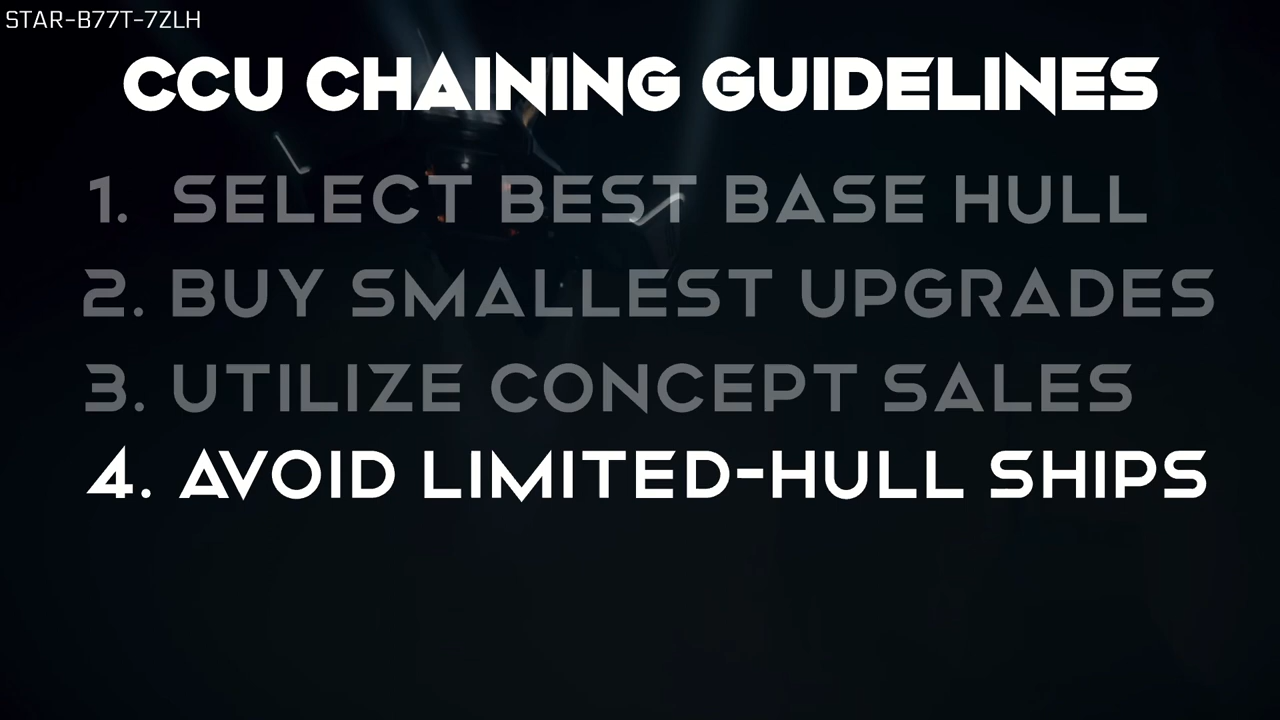 STAR-B77T-7ZLH
CCU CHAINING GUIDELINES
1. SELECT BEST BASE HULL
2. BUY SMALLEST UPGRADES
3. UTILIZE CONCEPT SALES
4. AVOID LIMITED-HULL SHIPS